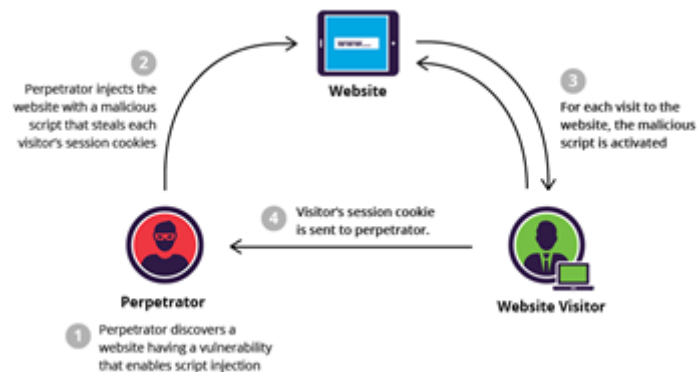 www...
Website
2
Perpetrator injects the
website with a malicious
script that steals each
visitor's session cookies
3
For each visit to the
website, the malicious
script is activated
4
Visitor's session cookie
is sent to perpetrator.
Perpetrator
Website Visitor
1
Perpetrator discovers a
website having a vulnerability
that enables script injection